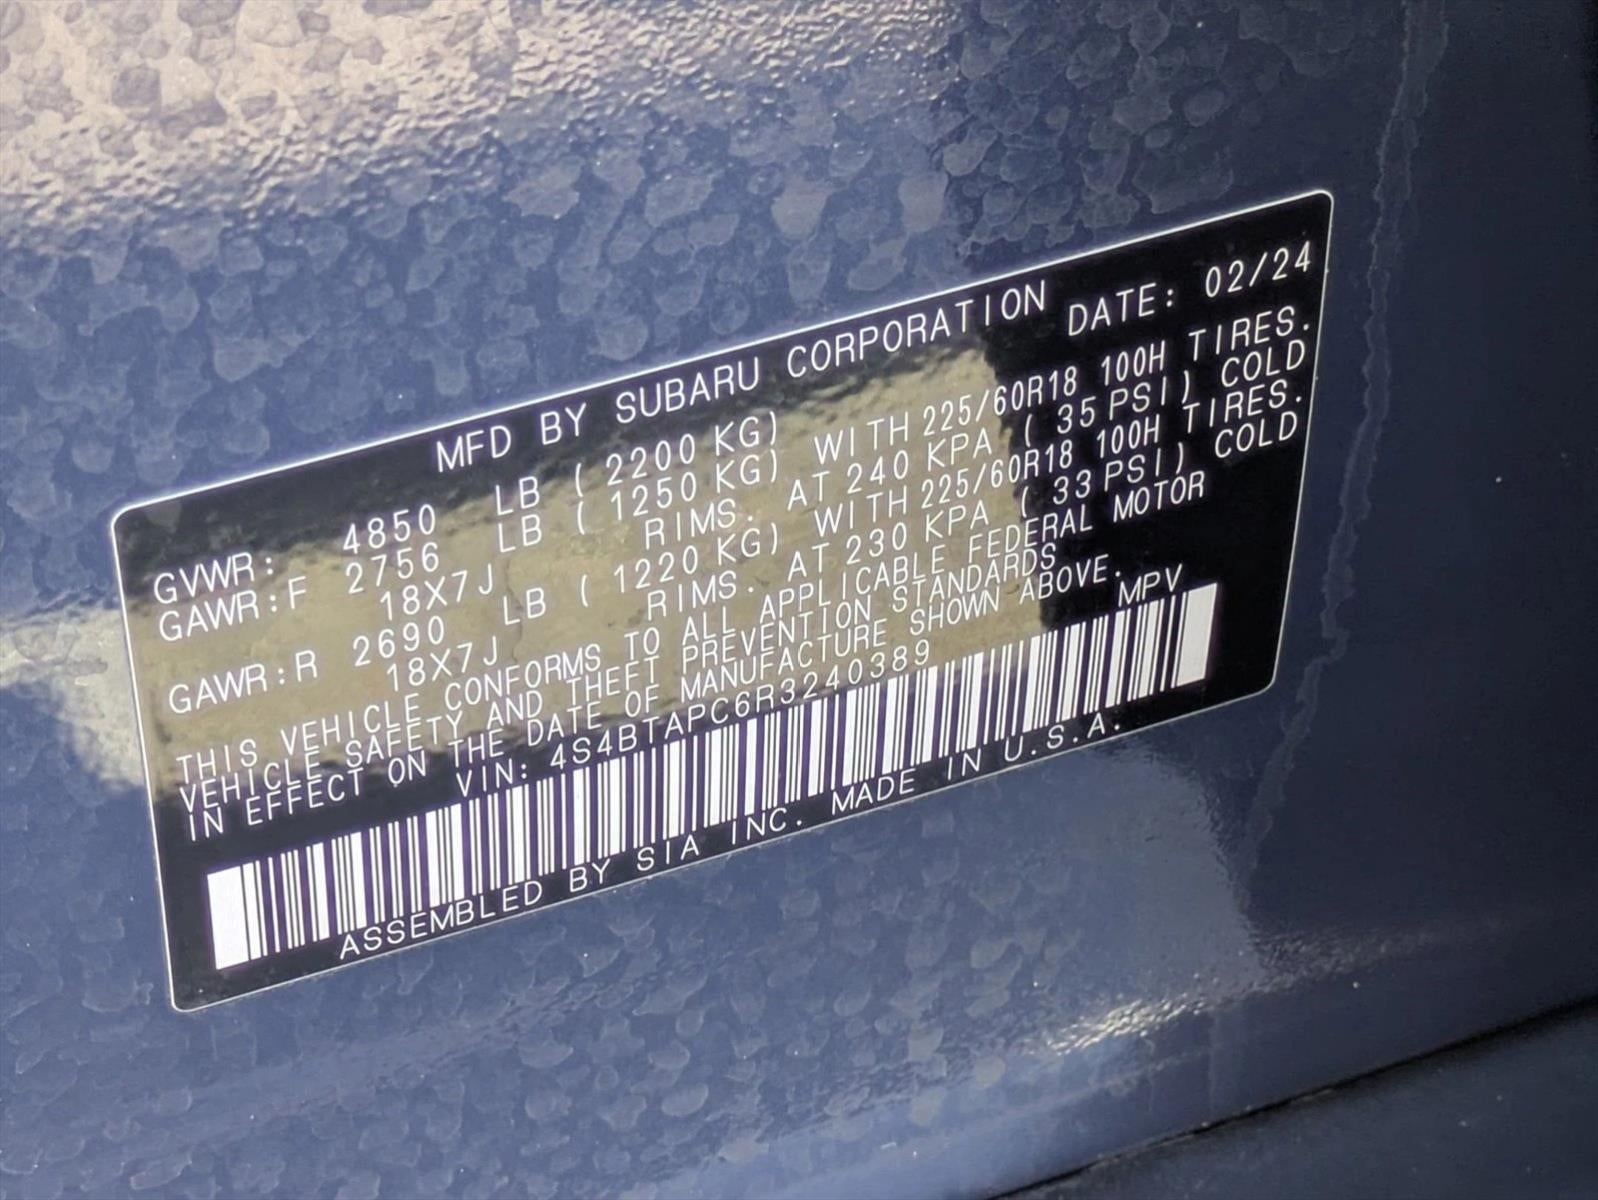 MFD BY SUBARU CORPORATION
DATE: 02/24
GVWR: 4850 LB ( 2200 KG)
GAWR:F 2756 LB ( 1250 KG) WITH 225/60R18 100H TIRES.
18X7J RIMS. AT 240 KPA ( 35 PSI) COLD
GAWR:R 2690 LB ( 1220 KG) WITH 225/60R18 100H TIRES.
18X7J RIMS. AT 230 KPA ( 33 PSI) COLD
THIS VEHICLE CONFORMS TO ALL APPLICABLE FEDERAL MOTOR
VEHICLE SAFETY AND THEFT PREVENTION STANDARDS
IN EFFECT ON THE DATE OF MANUFACTURE SHOWN ABOVE.
VIN: 4S4BTAPC6R3240389 MPV
ASSEMBLED BY SIA INC. MADE IN U.S.A.